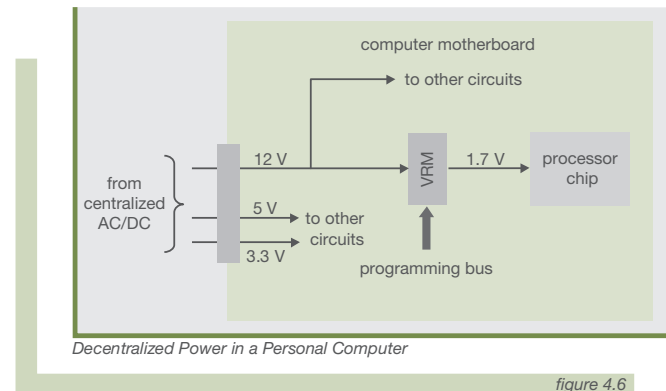 computer motherboard
to other circuits
12 V
VRM
1.7 V
processor
chip
from
centralized
AC/DC
5 V
to other
circuits
3.3 V
programming bus
Decentralized Power in a Personal Computer
figure 4.6